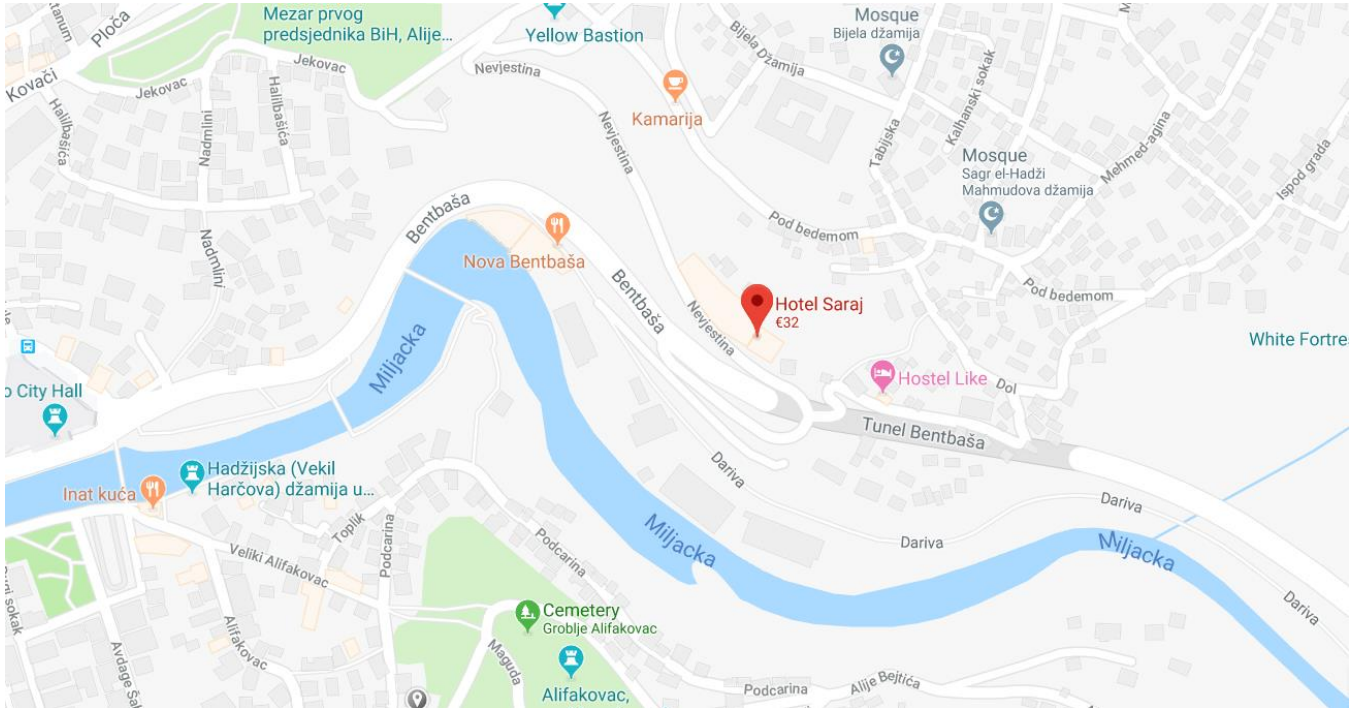 Mezar prvog
predsjednika BiH, Alije...
Ploča
Kovači
Jekovac
Jekovac
Halilbašića
Halilbašića
Nadmlini
Nadmlini
Yellow Bastion
Nevjestina
Nevjestina
Nevjestina
Kamarija
Bijela Džamija
Mosque
Bijela džamija
Tabijska
Kalhanski sokak
Mehmed-agina
Ispod grada
Mosque
Sagr el-Hadži
Mahmudova džamija
Pod bedemom
Pod bedemom
Bentbaša
Nova Bentbaša
Bentbaša
Hotel Saraj
€32
White Fortre
Hostel Like
Dol
Tunel Bentbaša
Miljacka
o City Hall
Inat kuća
Hadžijska (Vekil
Harčova) džamija u...
Toplik
Podcarina
Podcarina
Veliki Alifakovac
Alifakovac
Avdage Ša
sokak
Miljacka
Dariva
Dariva
Dariva
Dariva
Miljacka
Cemetery
Groblje Alifakovac
Maguda
Alifakovac,
Podcarina
Alije Bejtića